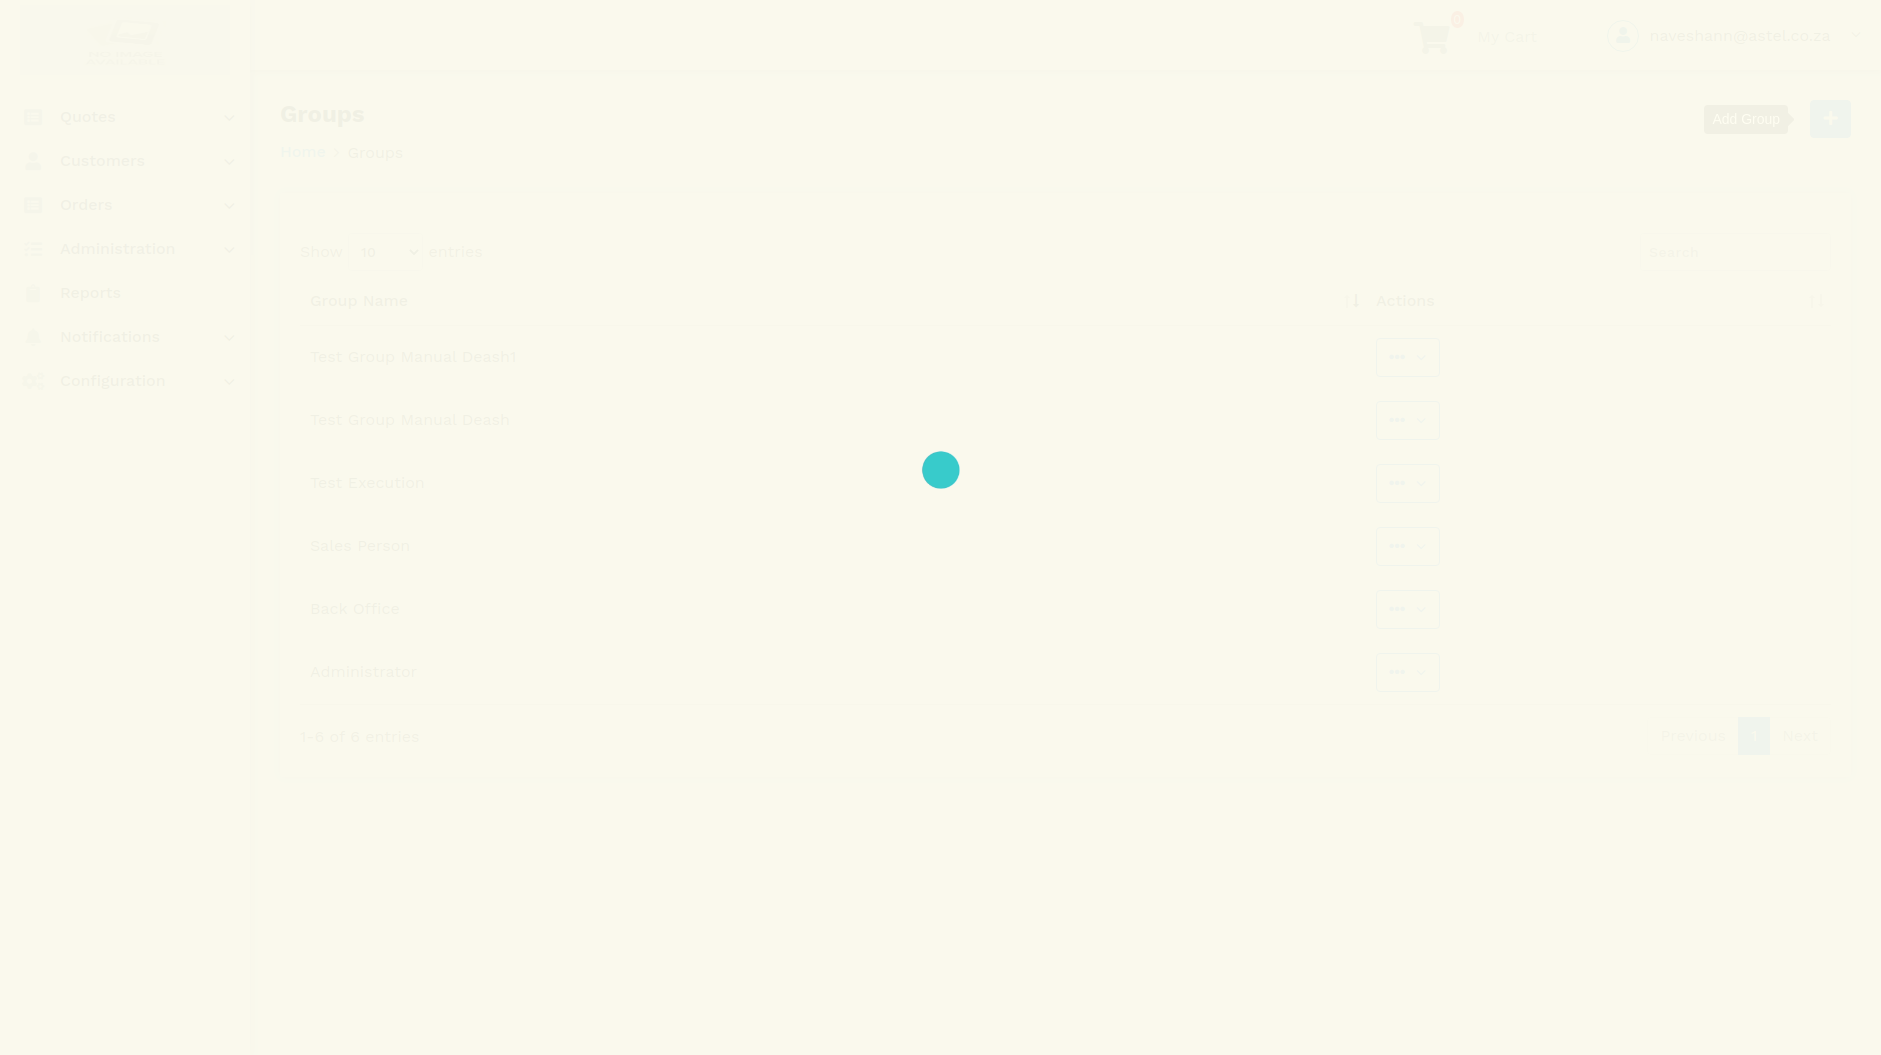 0
My Cart
naveshann@astel.co.za
Quotes
Customers
Orders
Administration
Reports
Notifications
Configuration
Groups
Add Group
Home › Groups
Show 10 entries
Search
Group Name
Actions
Test Group Manual Deash1
Test Group Manual Deash
Test Execution
Sales Person
Back Office
Administrator
1-6 of 6 entries
Previous 1 Next